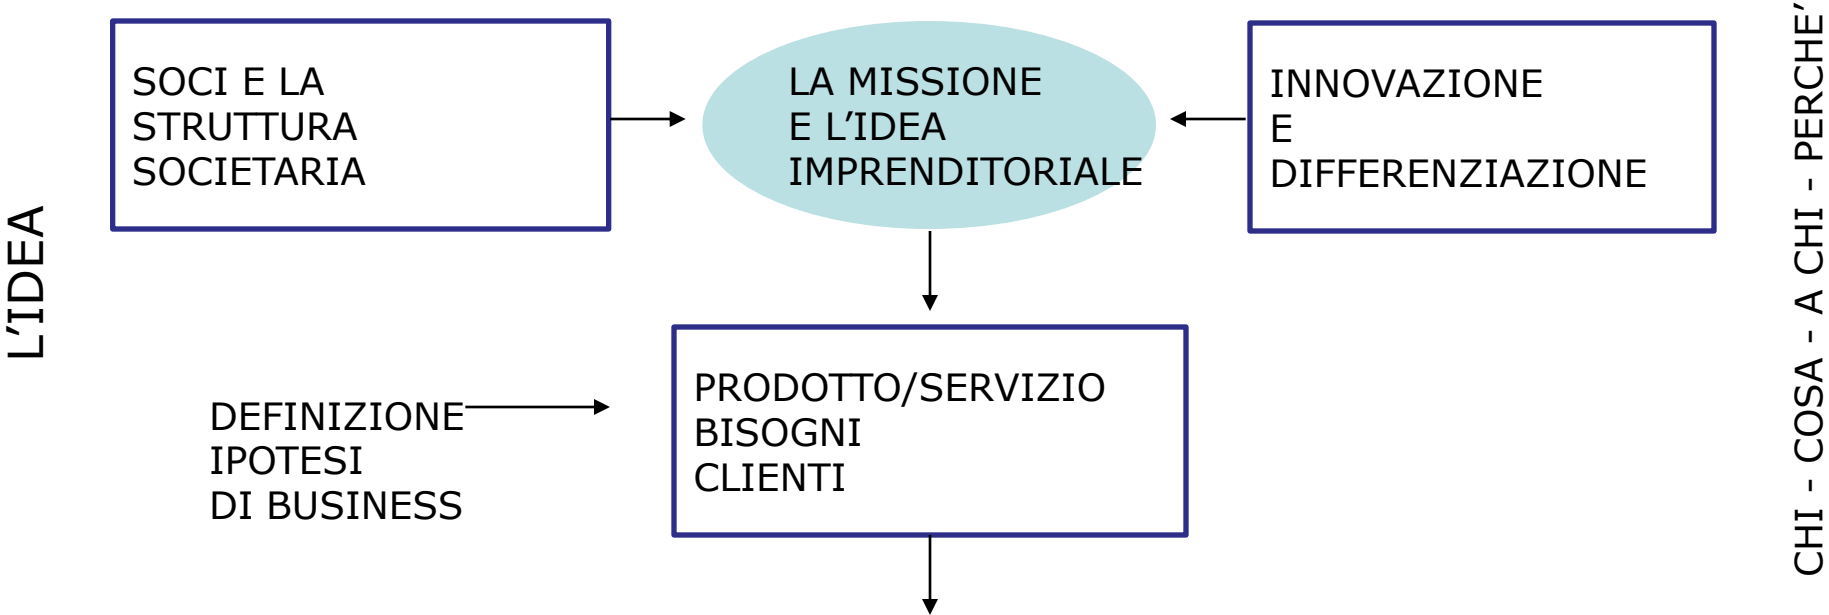 L'IDEA
SOCI E LA
STRUTTURA
SOCIETARIA
LA MISSIONE
E L’IDEA
IMPRENDITORIALE
INNOVAZIONE
E
DIFFERENZIAZIONE
DEFINIZIONE
IPOTESI
DI BUSINESS
PRODOTTO/SERVIZIO
BISOGNI
CLIENTI
CHI - COSA - A CHI - PERCHE’